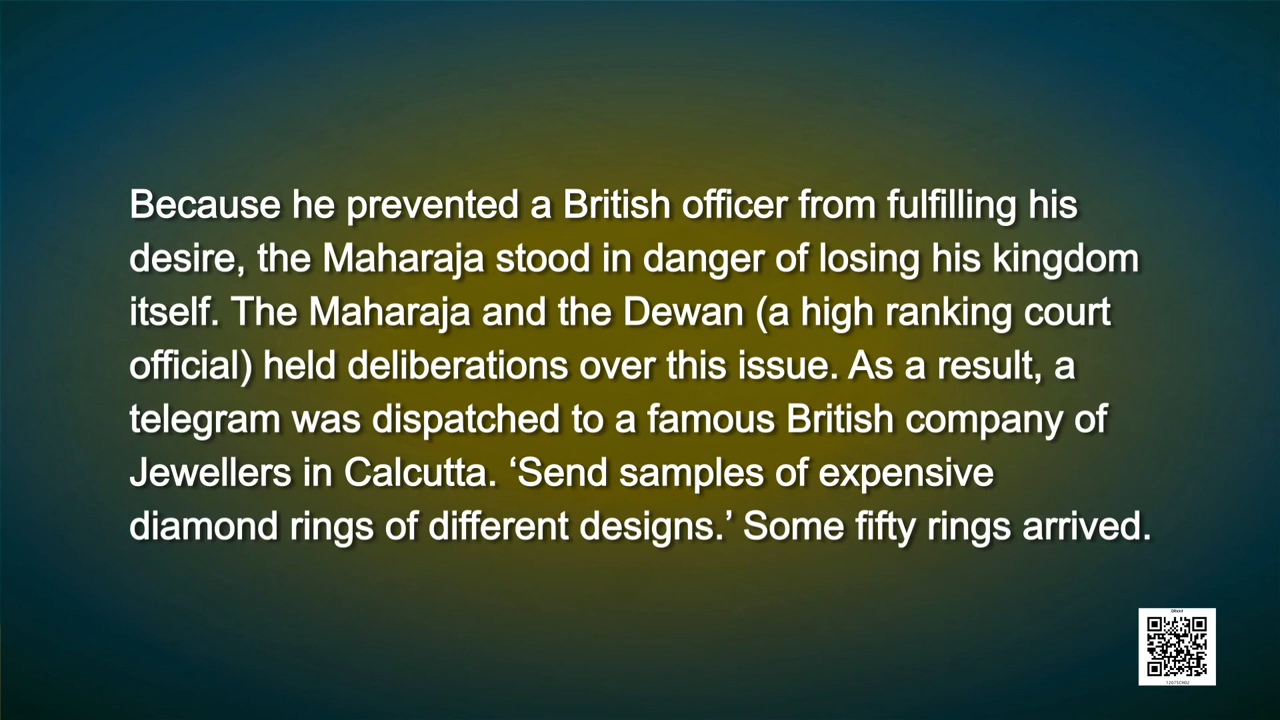 Because he prevented a British officer from fulfilling his
desire, the Maharaja stood in danger of losing his kingdom
itself. The Maharaja and the Dewan (a high ranking court
official) held deliberations over this issue. As a result, a
telegram was dispatched to a famous British company of
Jewellers in Calcutta. ‘Send samples of expensive
diamond rings of different designs.’ Some fifty rings arrived.